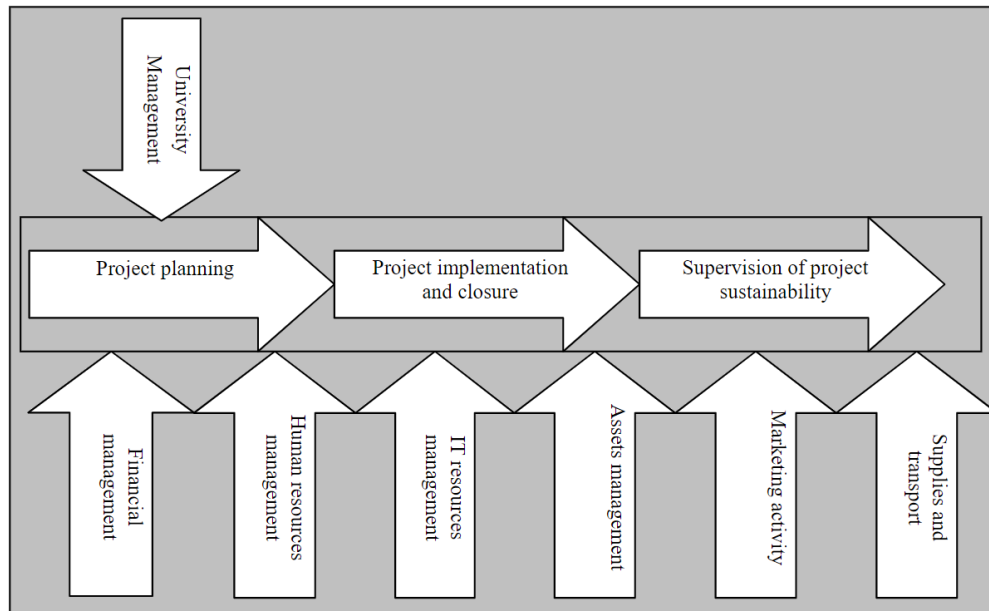 University
Management
Project planning
Project implementation
and closure
Supervision of project
sustainability
Financial
management
Human resources
management
IT resources
management
Assets management
Marketing activity
Supplies and
transport